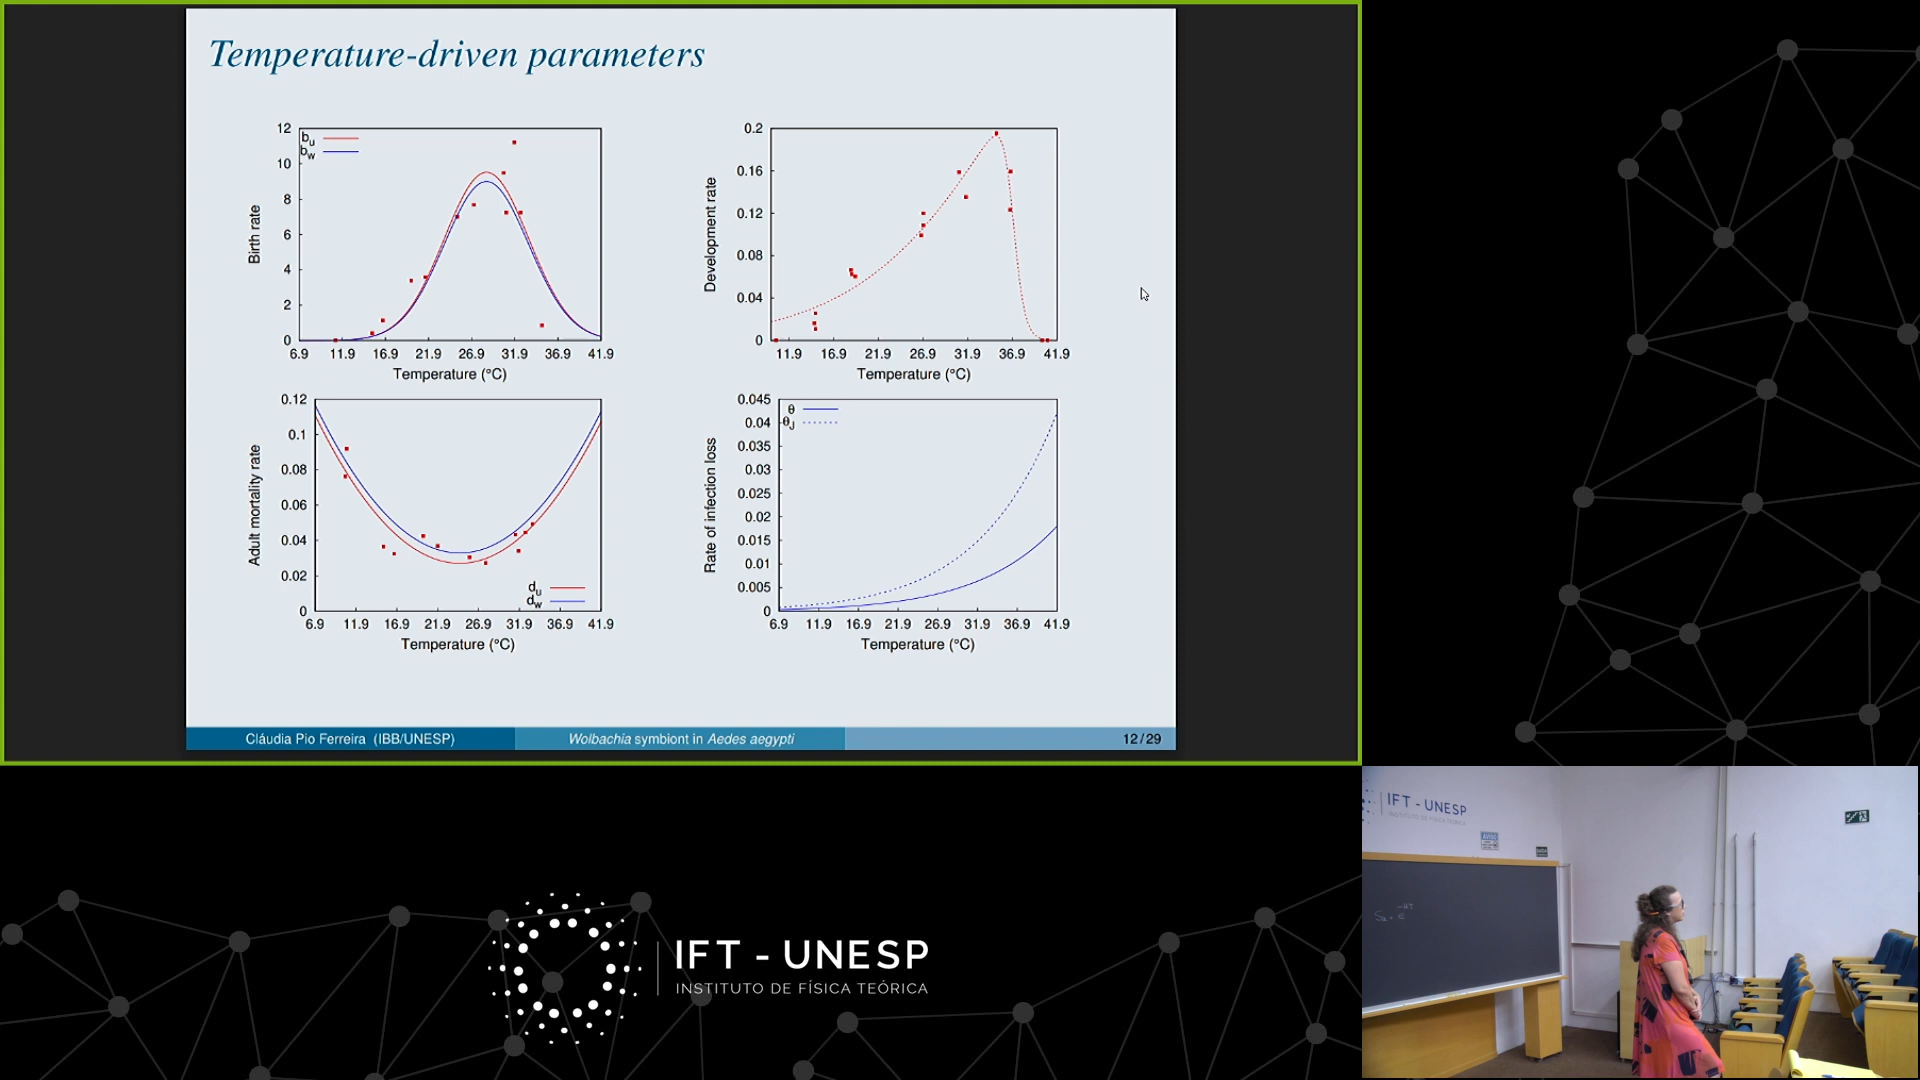 Temperature-driven parameters
12
10
8
6
4
2
0
b_u
b_w
Birth rate
6.9 11.9 16.9 21.9 26.9 31.9 36.9 41.9
Temperature (°C)
0.2
0.16
0.12
0.08
0.04
0
Development rate
11.9 16.9 21.9 26.9 31.9 36.9 41.9
Temperature (°C)
0.12
0.1
0.08
0.06
0.04
0.02
0
Adult mortality rate
d_u
d_w
6.9 11.9 16.9 21.9 26.9 31.9 36.9 41.9
Temperature (°C)
0.045
0.04
0.035
0.03
0.025
0.02
0.015
0.01
0.005
0
θ
θ_J
Rate of infection loss
6.9 11.9 16.9 21.9 26.9 31.9 36.9 41.9
Temperature (°C)
Cláudia Pio Ferreira (IBB/UNESP)
Wolbachia symbiont in Aedes aegypti
12/29
IFT - UNESP
INSTITUTO DE FÍSICA TEÓRICA
IFT - UNESP
INSTITUTO DE FÍSICA TEÓRICA